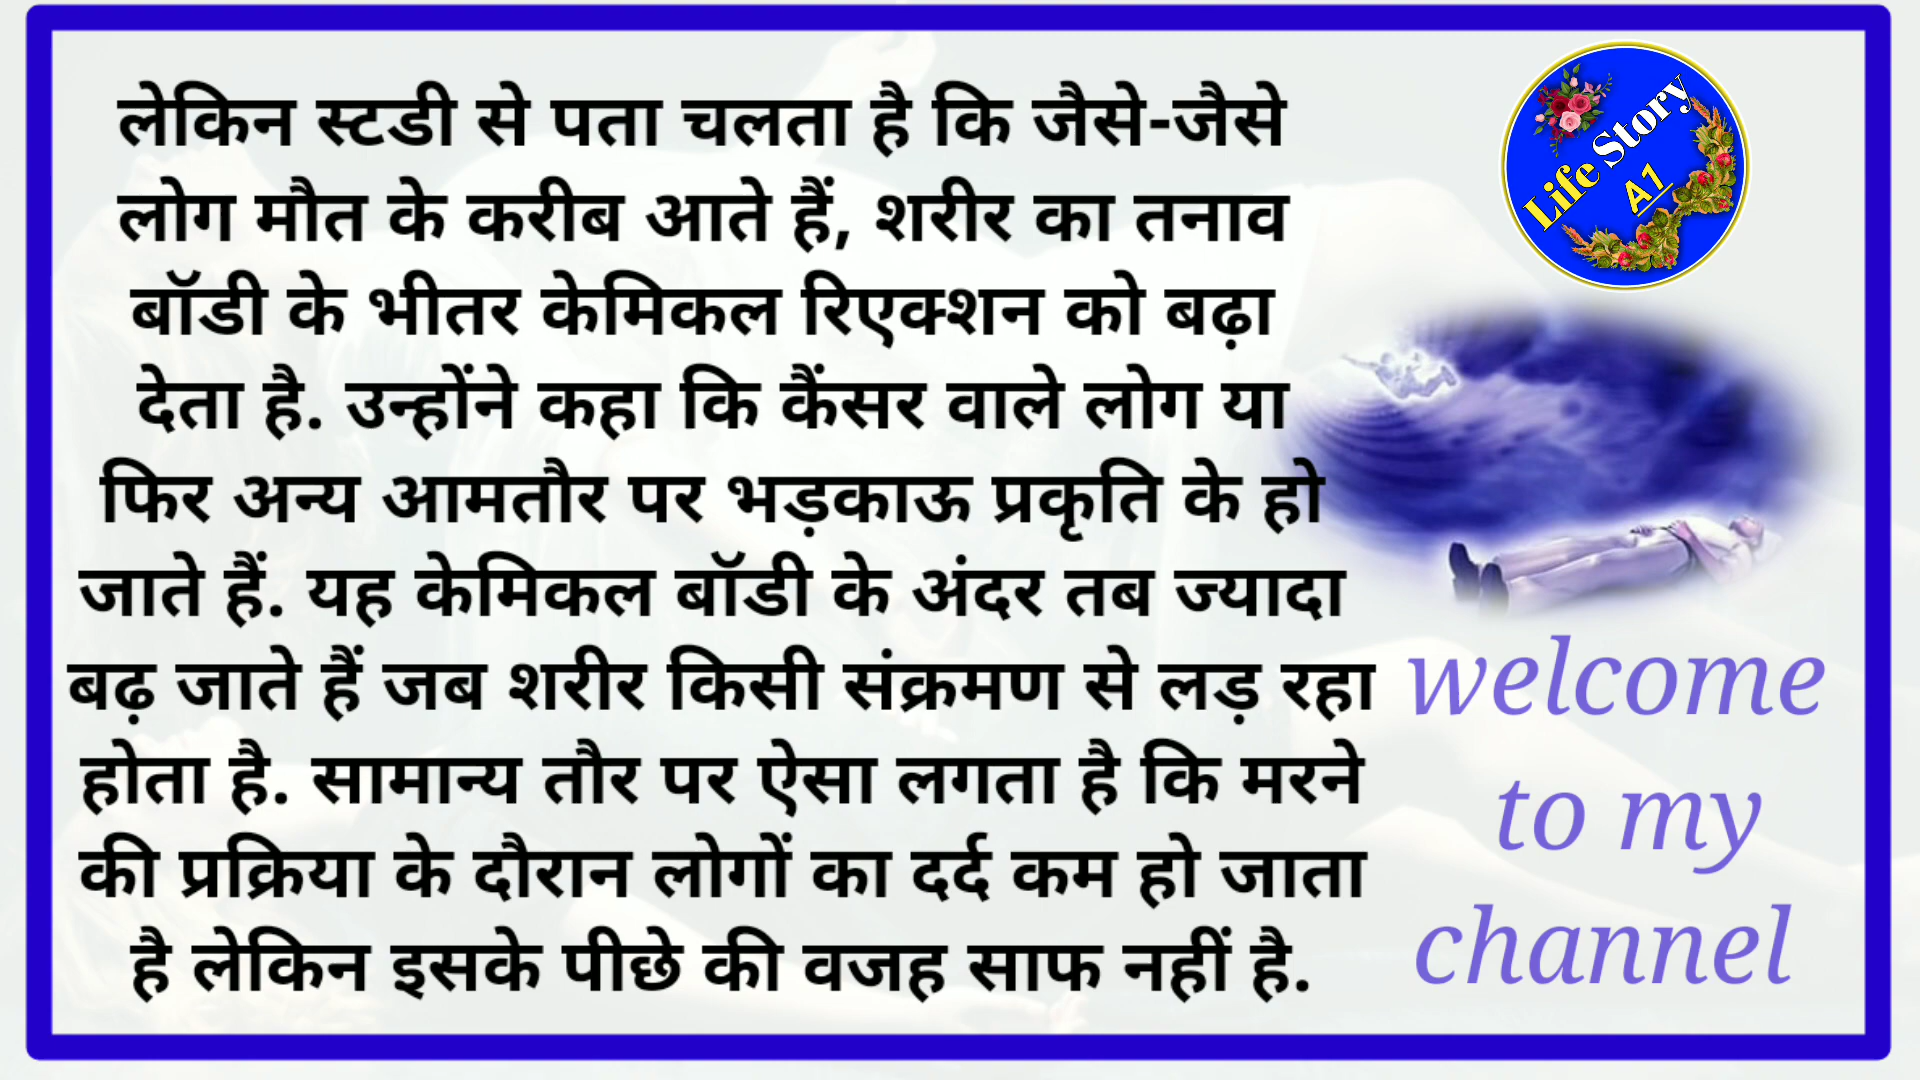 लेकिन स्टडी से पता चलता है कि जैसे-जैसे
लोग मौत के करीब आते हैं, शरीर का तनाव
बॉडी के भीतर केमिकल रिएक्शन को बढ़ा
देता है. उन्होंने कहा कि कैंसर वाले लोग या
फिर अन्य आमतौर पर भड़काऊ प्रकृति के हो
जाते हैं. यह केमिकल बॉडी के अंदर तब ज्यादा
बढ़ जाते हैं जब शरीर किसी संक्रमण से लड़ रहा
होता है. सामान्य तौर पर ऐसा लगता है कि मरने
की प्रक्रिया के दौरान लोगों का दर्द कम हो जाता
है लेकिन इसके पीछे की वजह साफ नहीं है.
Life Story
A1
welcome
to my
channel